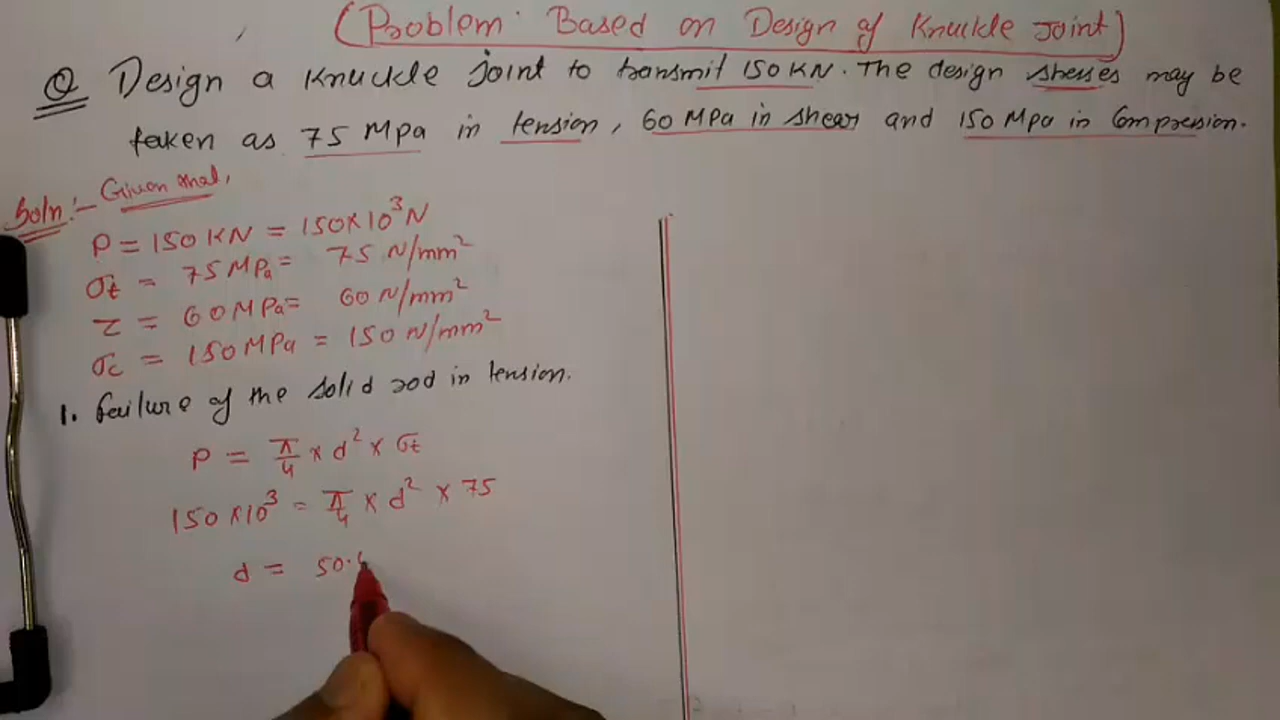 (Problem: Based on Design of Knuckle Joint)
Q Design a Knuckle Joint to transmit 150 KN. The design stresses may be
taken as 75 MPa in tension, 60 MPa in shear and 150 MPa in Compression.
Soln:- Given that,
P = 150 KN = 150×10³ N
σt = 75 MPa = 75 N/mm²
τ = 60 MPa = 60 N/mm²
σc = 150 MPa = 150 N/mm²
1. Failure of the solid rod in tension.
P = π/4 × d² × σt
150×10³ = π/4 × d² × 75
d = 50.